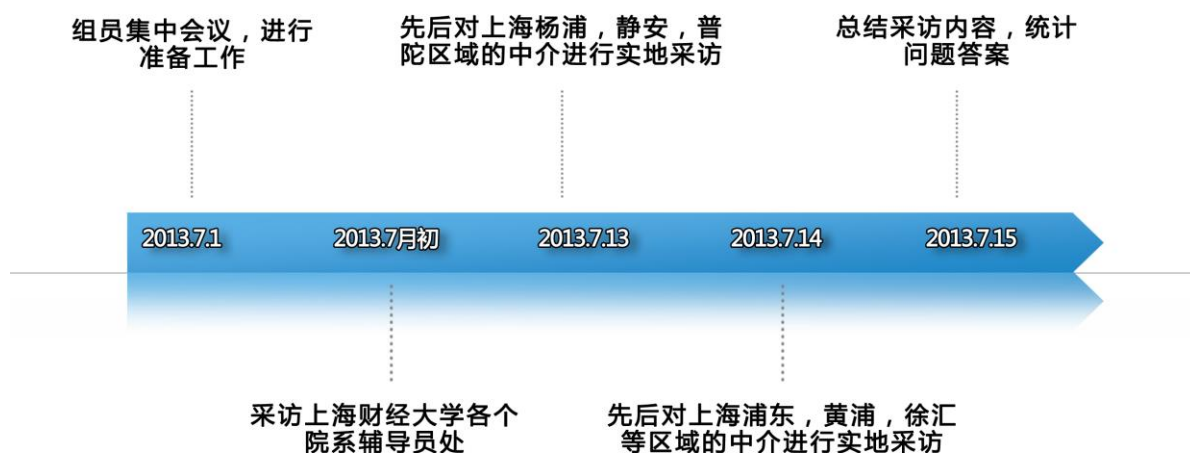 组员集中会议，进行
准备工作
先后对上海杨浦，静安，普
陀区域的中介进行实地采访
总结采访内容，统计
问题答案
2013.7.1
2013.7月初
2013.7.13
2013.7.14
2013.7.15
采访上海财经大学各个
院系辅导员处
先后对上海浦东，黄浦，徐汇
等区域的中介进行实地采访